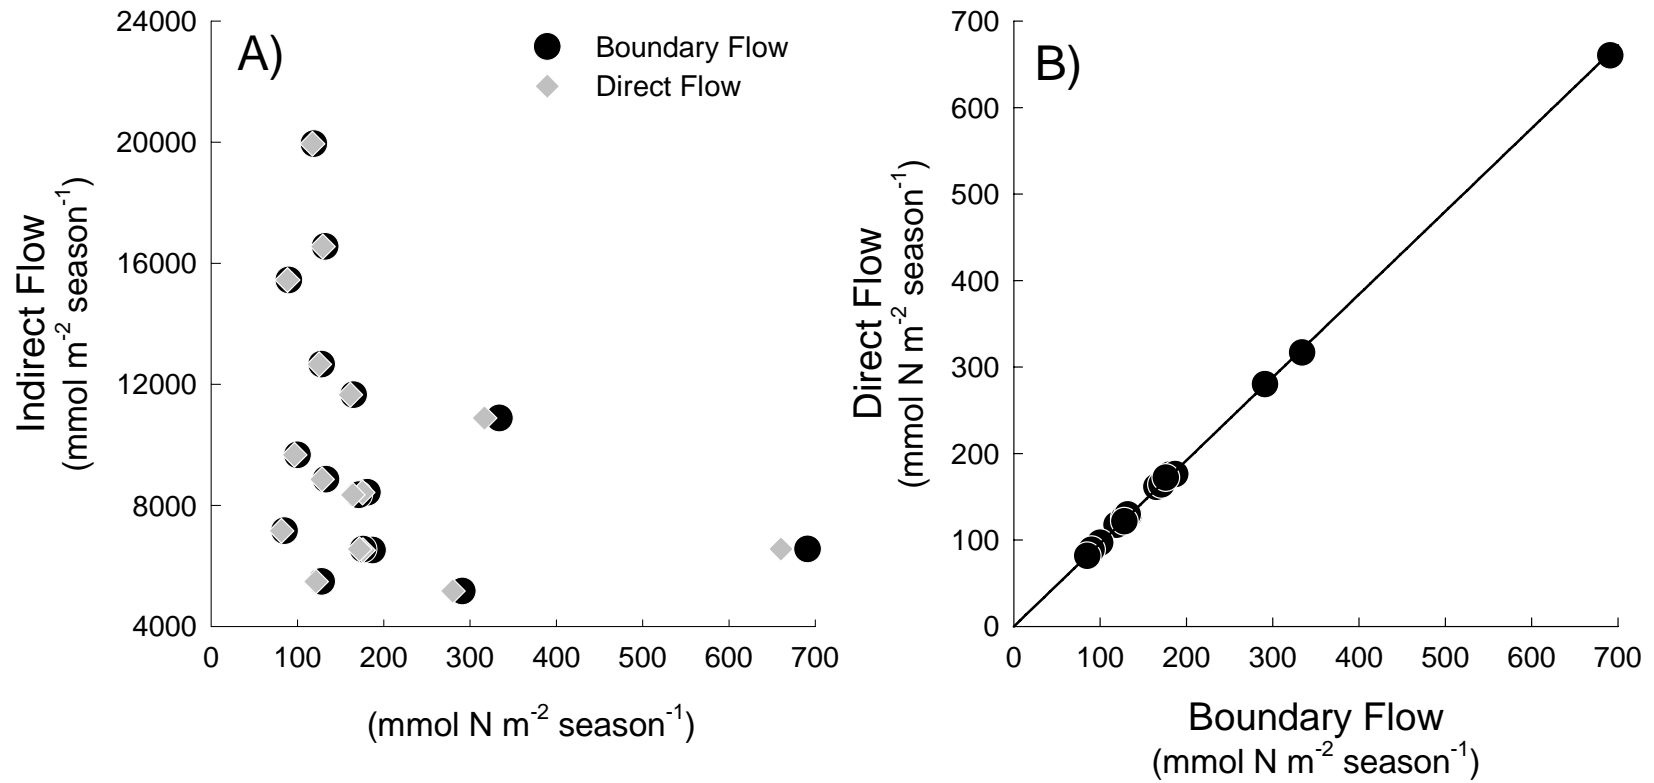 A)
Boundary Flow
Direct Flow
24000
20000
16000
12000
8000
4000
Indirect Flow
(mmol m-2 season-1)
0 100 200 300 400 500 600 700
(mmol N m-2 season-1)
B)
700
600
500
400
300
200
100
0
Direct Flow
(mmol N m-2 season-1)
0 100 200 300 400 500 600 700
Boundary Flow
(mmol N m-2 season-1)